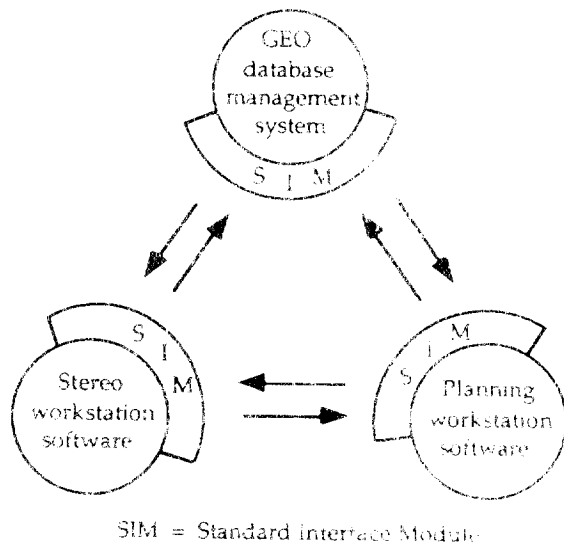 GEO
database
management
system
S I M
S I M
Stereo
workstation
software
S I M
Planning
workstation
software
SIM = Standard Interface Module